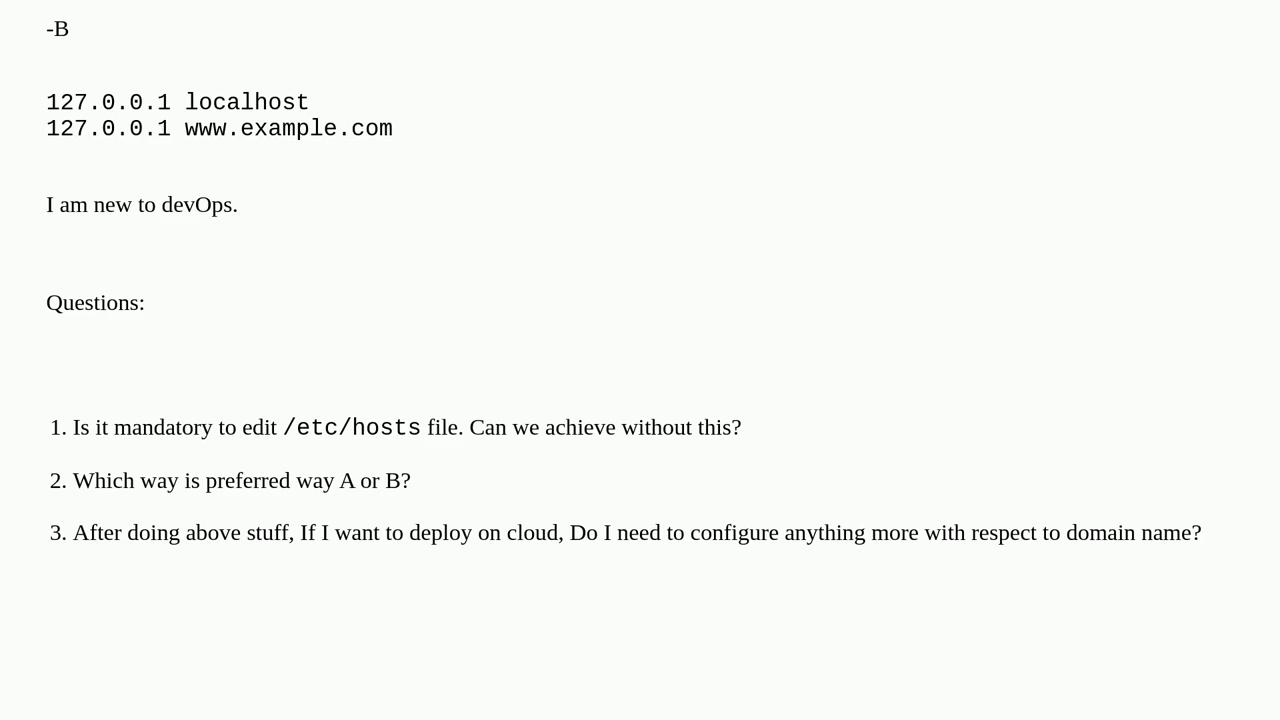 -B
127.0.0.1 localhost
127.0.0.1 www.example.com
I am new to devOps.
Questions:
1. Is it mandatory to edit /etc/hosts file. Can we achieve without this?
2. Which way is preferred way A or B?
3. After doing above stuff, If I want to deploy on cloud, Do I need to configure anything more with respect to domain name?